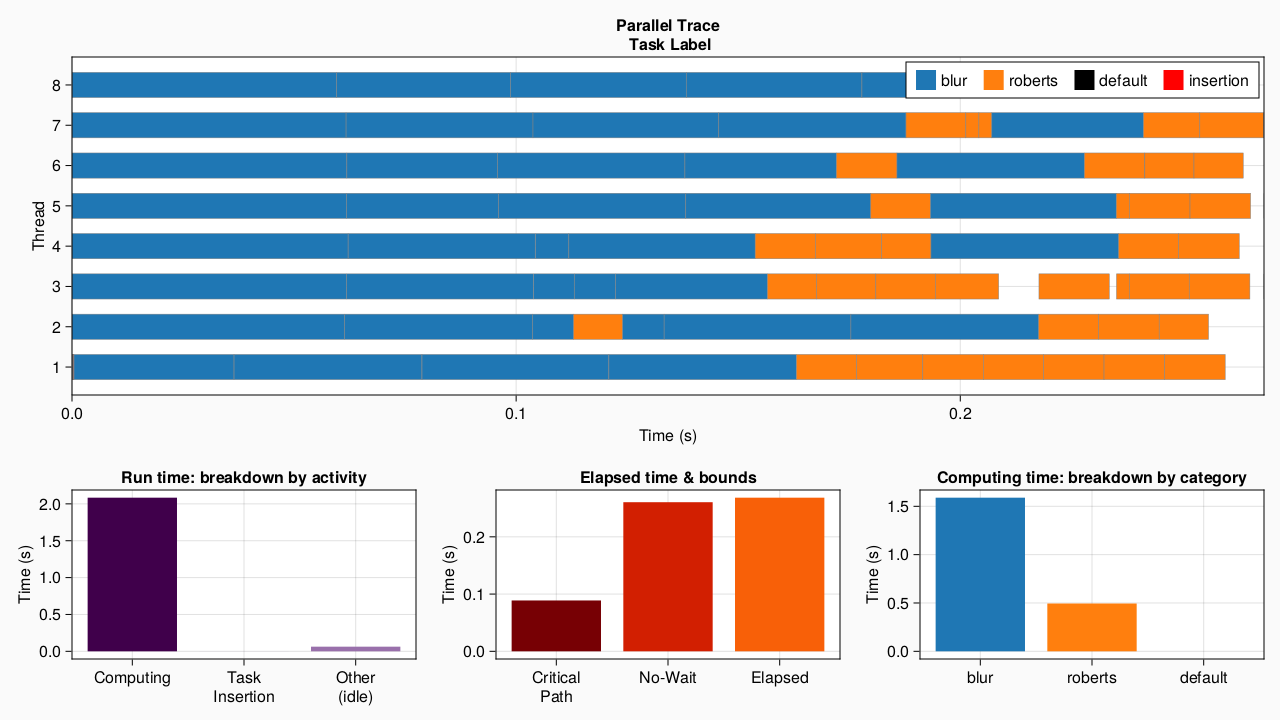 Parallel Trace
Task Label
blur roberts default insertion
Thread
8
7
6
5
4
3
2
1
0.0 0.1 0.2
Time (s)
Run time: breakdown by activity
Time (s)
2.0
1.5
1.0
0.5
0.0
Computing Task Insertion Other (idle)
Elapsed time & bounds
Time (s)
0.2
0.1
0.0
Critical Path No-Wait Elapsed
Computing time: breakdown by category
Time (s)
1.5
1.0
0.5
0.0
blur roberts default